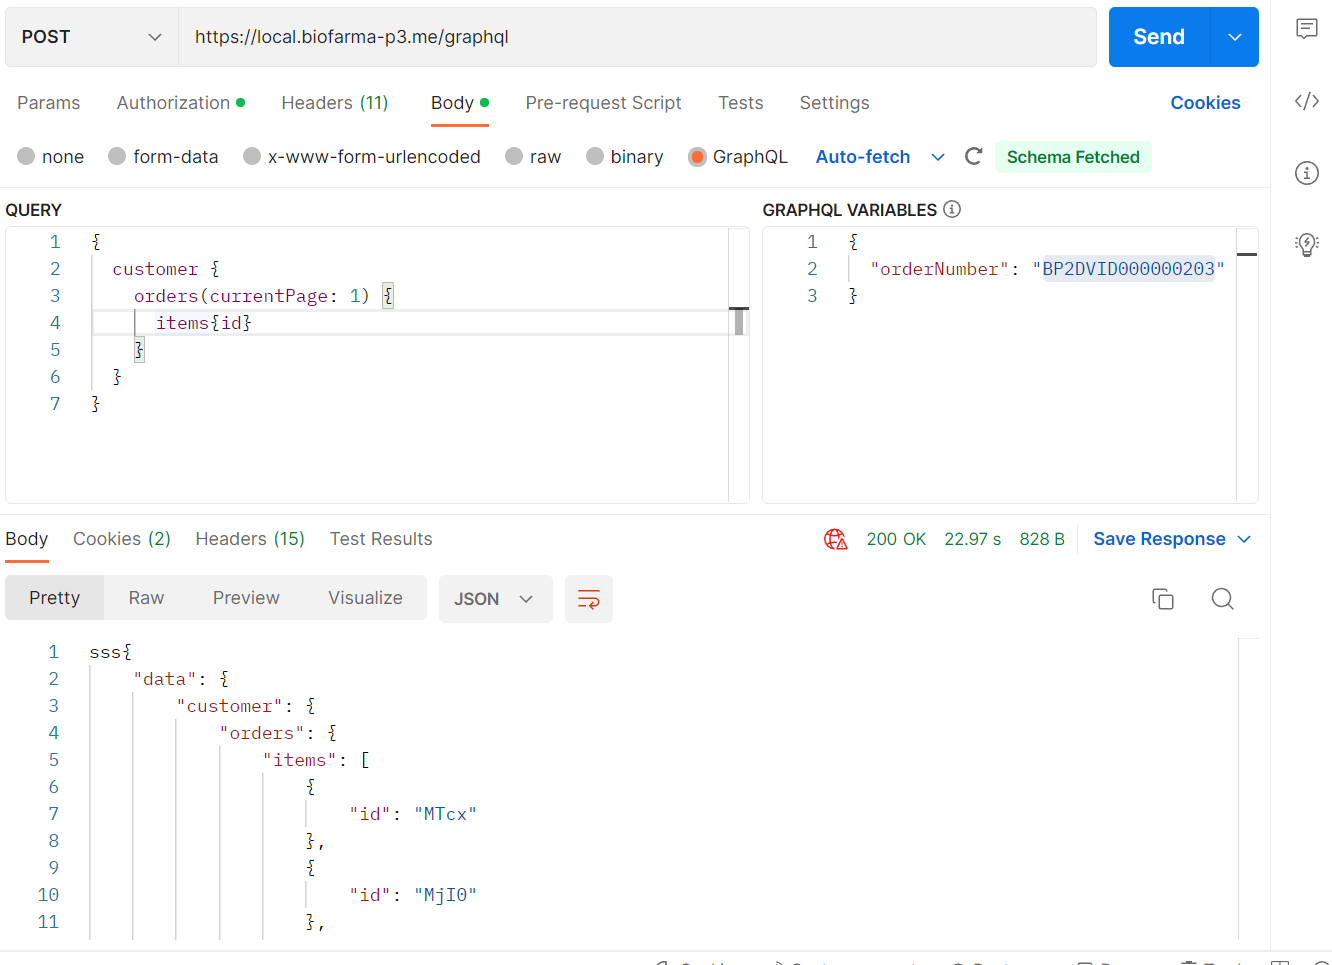 POST https://local.biofarma-p3.me/graphql Send
Params Authorization Headers (11) Body Pre-request Script Tests Settings Cookies
none form-data x-www-form-urlencoded raw binary GraphQL Auto-fetch Schema Fetched
QUERY
1 {
2 customer {
3 orders(currentPage: 1) {
4 items{id}
5 }
6 }
7 }
GRAPHQL VARIABLES
1 {
2 "orderNumber": "BP2DVID000000203"
3 }
Body Cookies (2) Headers (15) Test Results 200 OK 22.97 s 828 B Save Response
Pretty Raw Preview Visualize JSON
1 sss{
2 "data": {
3 "customer": {
4 "orders": {
5 "items": [
6 {
7 "id": "MTcx"
8 },
9 {
10 "id": "MjI0"
11 },